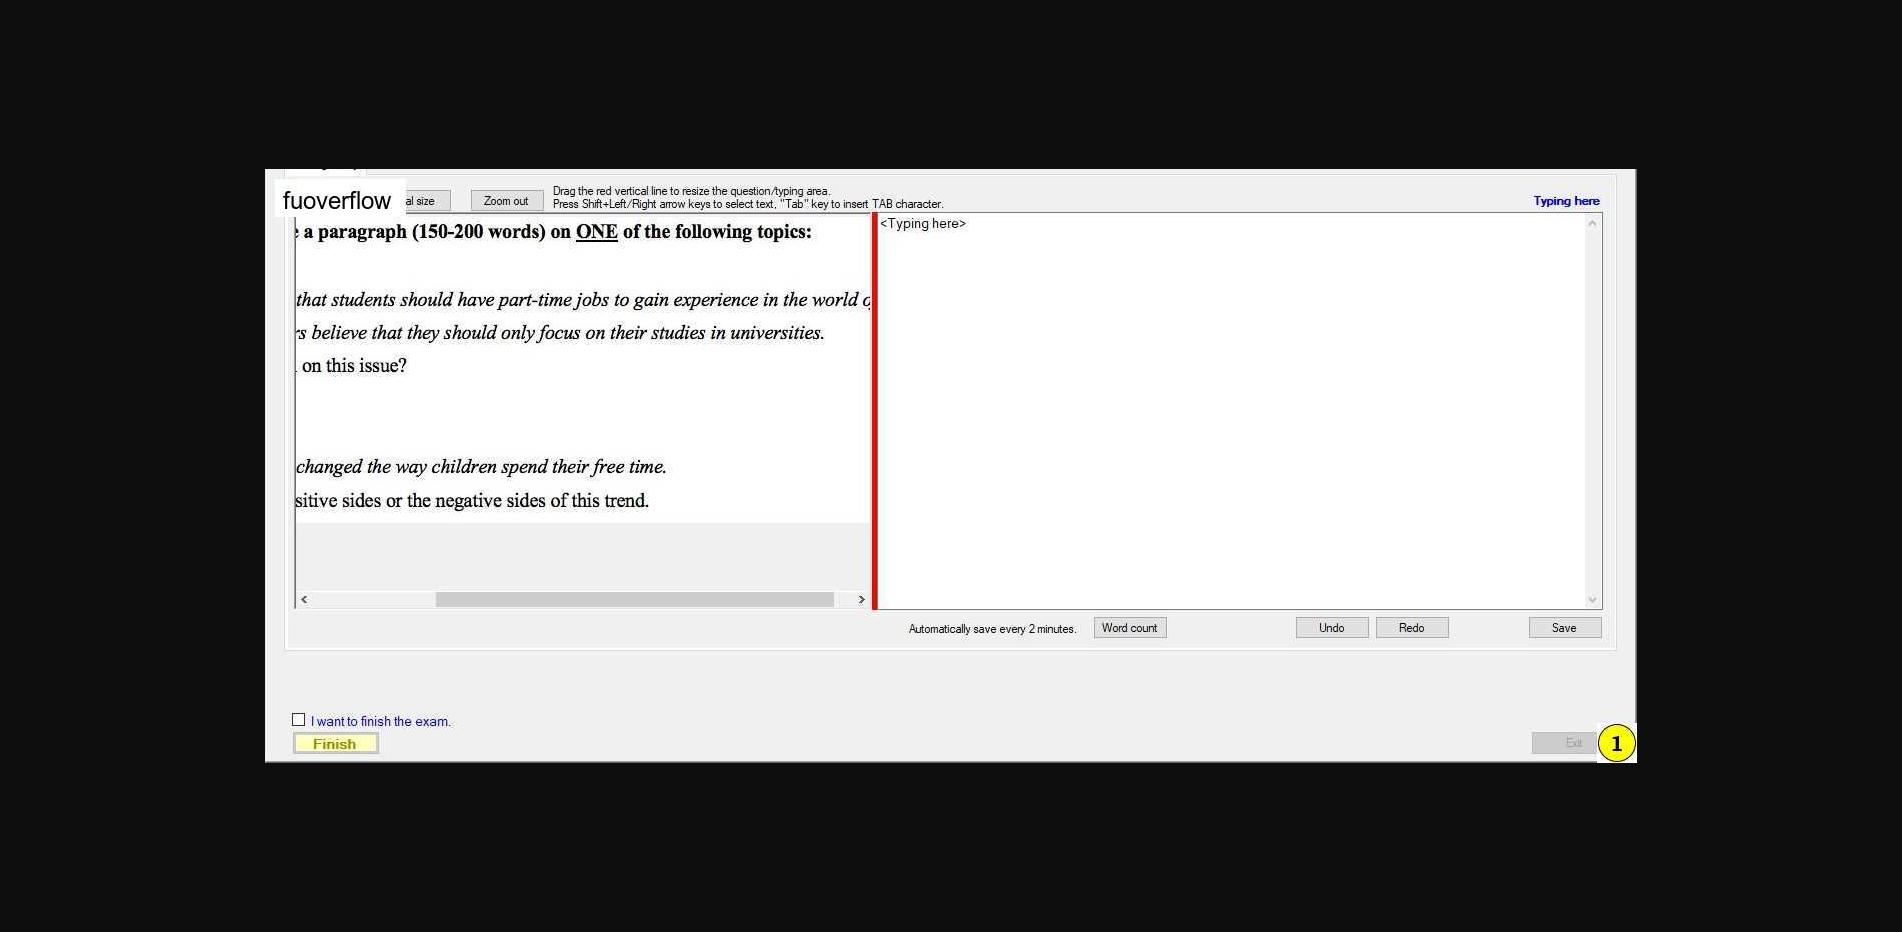 fuoverflow
al size
Zoom out
Drag the red vertical line to resize the question/typing area.
Press Shift+Left/Right arrow keys to select text, "Tab" key to insert TAB character.
Typing here
a paragraph (150-200 words) on ONE of the following topics:
<Typing here>
that students should have part-time jobs to gain experience in the world
believe that they should only focus on their studies in universities.
on this issue?
changed the way children spend their free time.
sitive sides or the negative sides of this trend.
Automatically save every 2 minutes.
Word count
Undo
Redo
Save
I want to finish the exam.
Finish
Exit
1